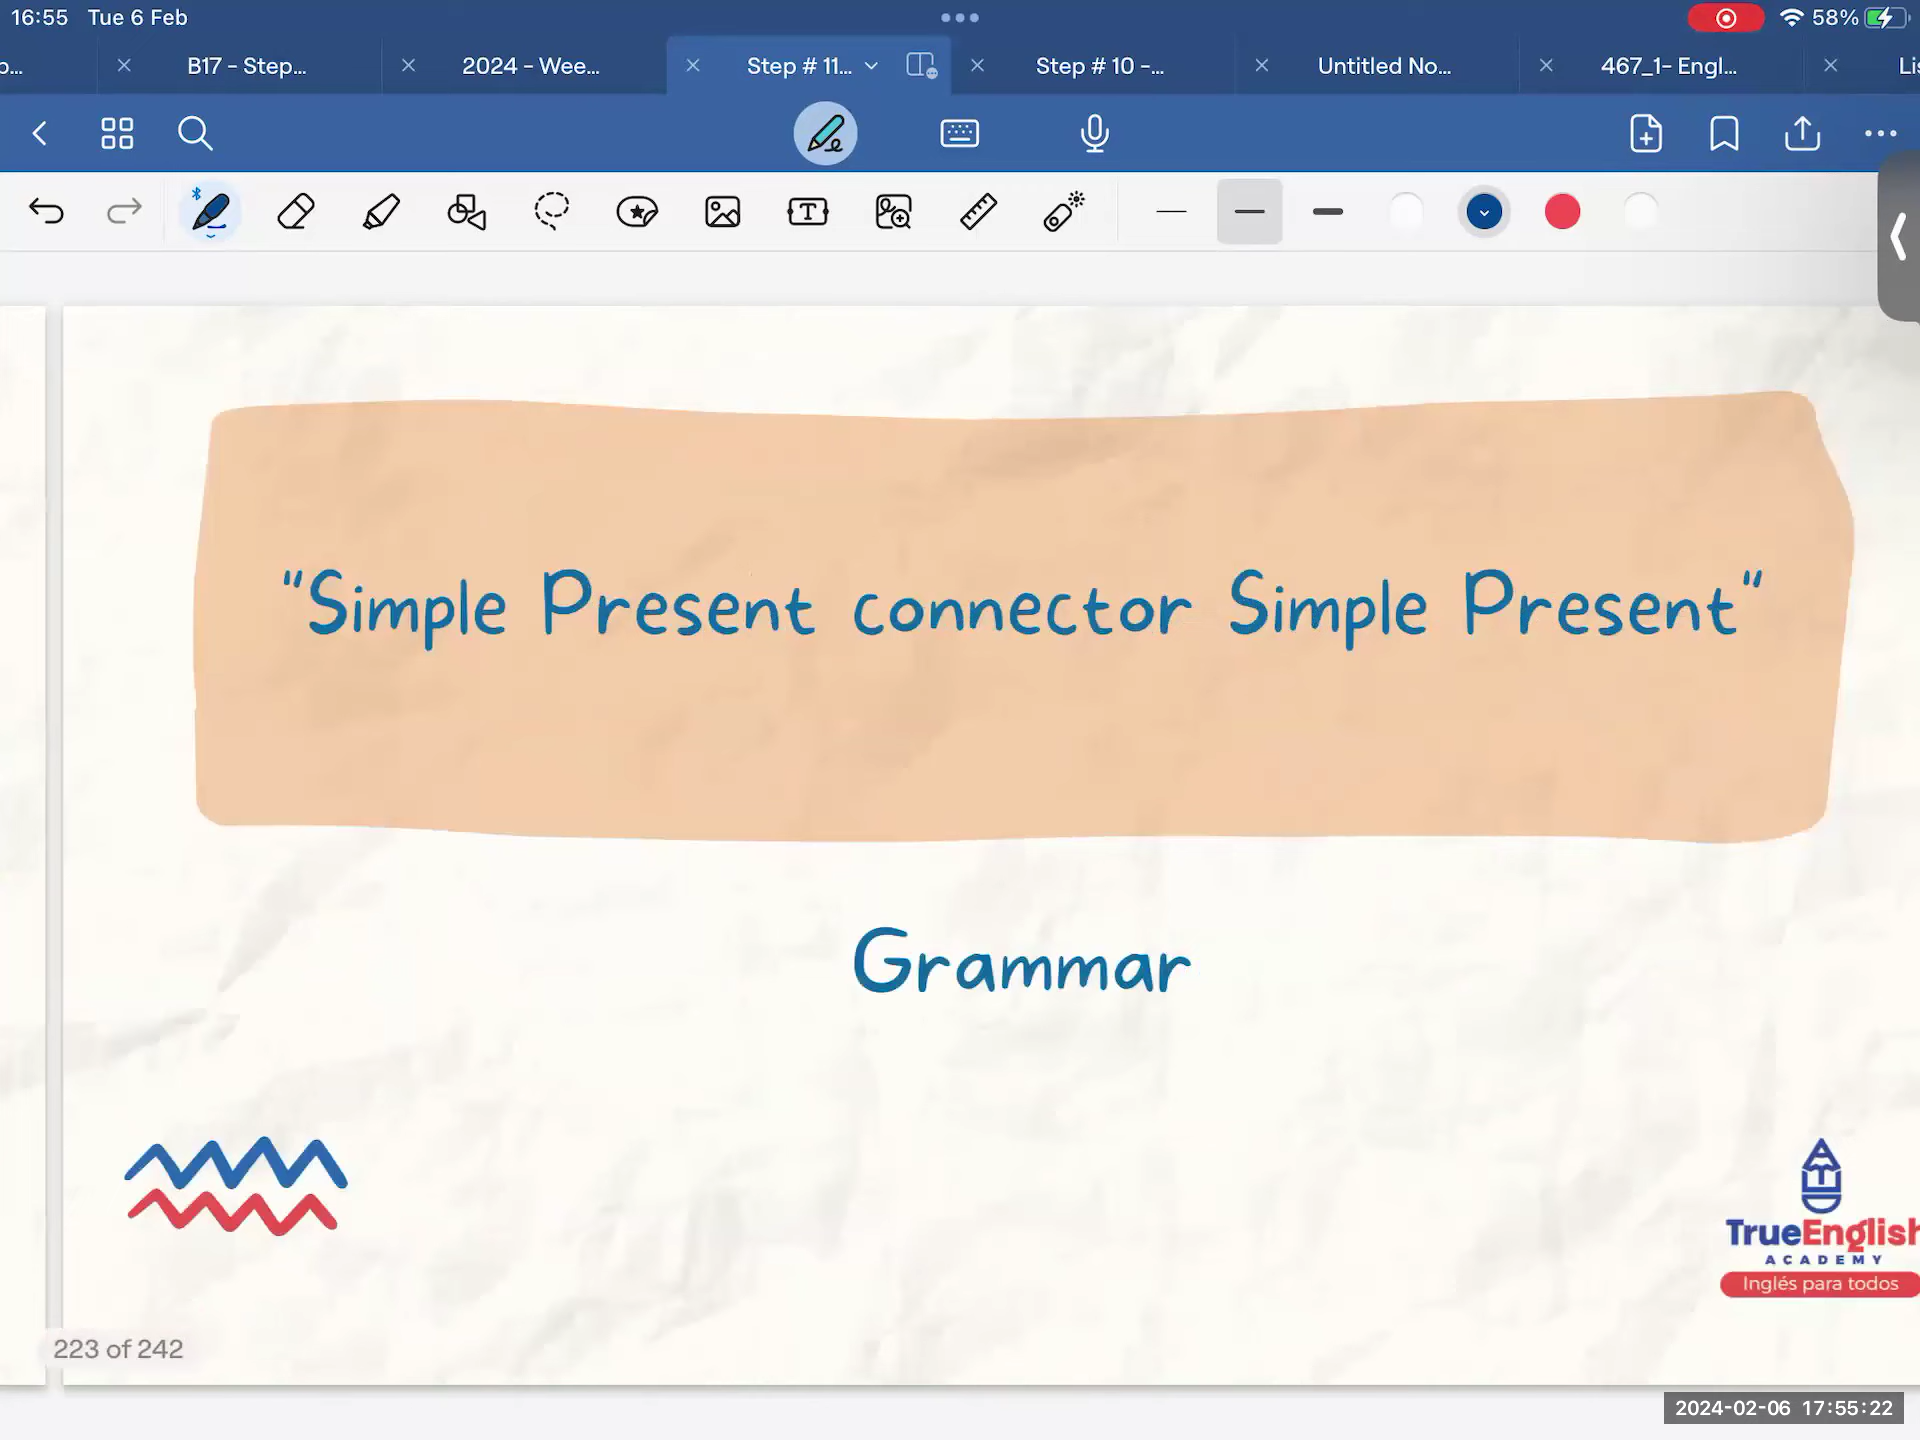 16:55 Tue 6 Feb
58%
B17 - Step...
2024 - Wee...
Step # 11...
Step # 10 -...
Untitled No...
467_1- Engl...
"Simple Present connector Simple Present"
Grammar
TrueEnglish
ACADEMY
Inglés para todos
223 of 242
2024-02-06 17:55:22